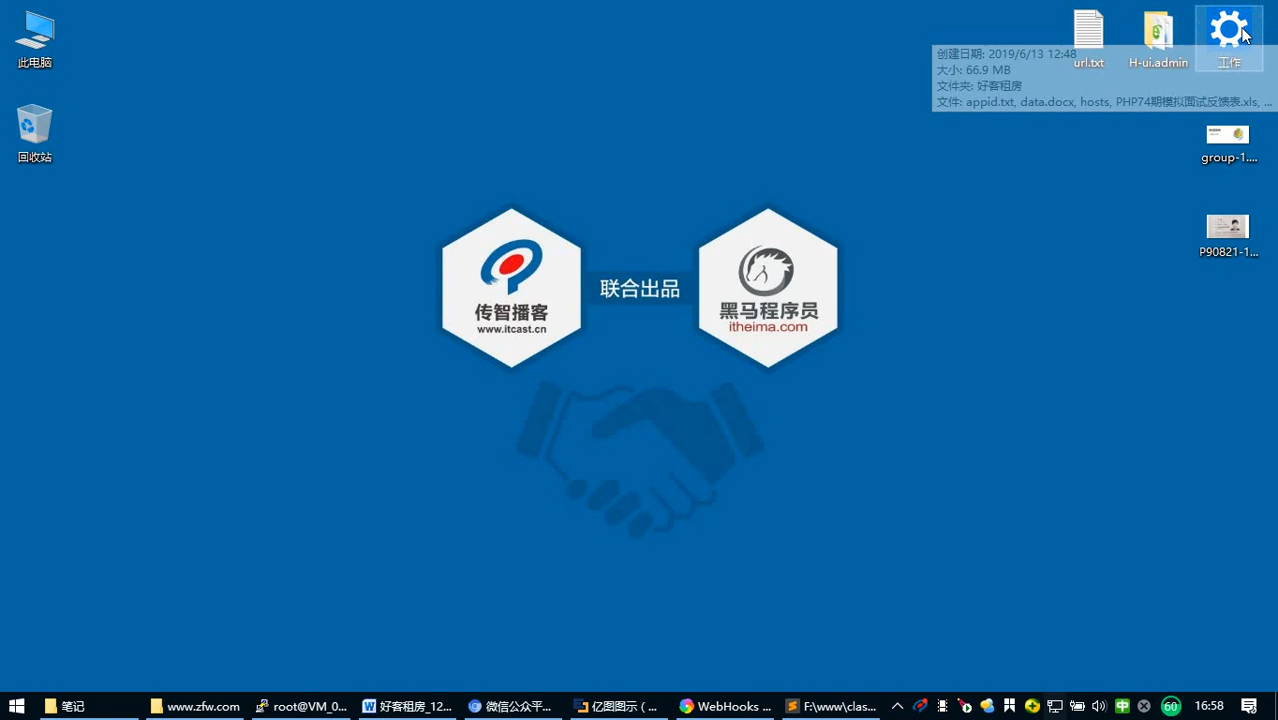 此电脑
回收站
url.txt
H-ui.admin
工作
创建日期: 2019/6/13 12:48
大小: 66.9 MB
文件夹: 好客租房
文件: appid.txt, data.docx, hosts, PHP74期模拟面试反馈表.xls, ...
group-1....
P90821-1...
传智播客
www.itcast.cn
联合出品
黑马程序员
itheima.com
笔记
www.zfw.com
root@VM_0...
好客租房_12...
微信公众平...
亿图图示 ( ...
WebHooks ...
F:\www\clas...
中
60
16:58